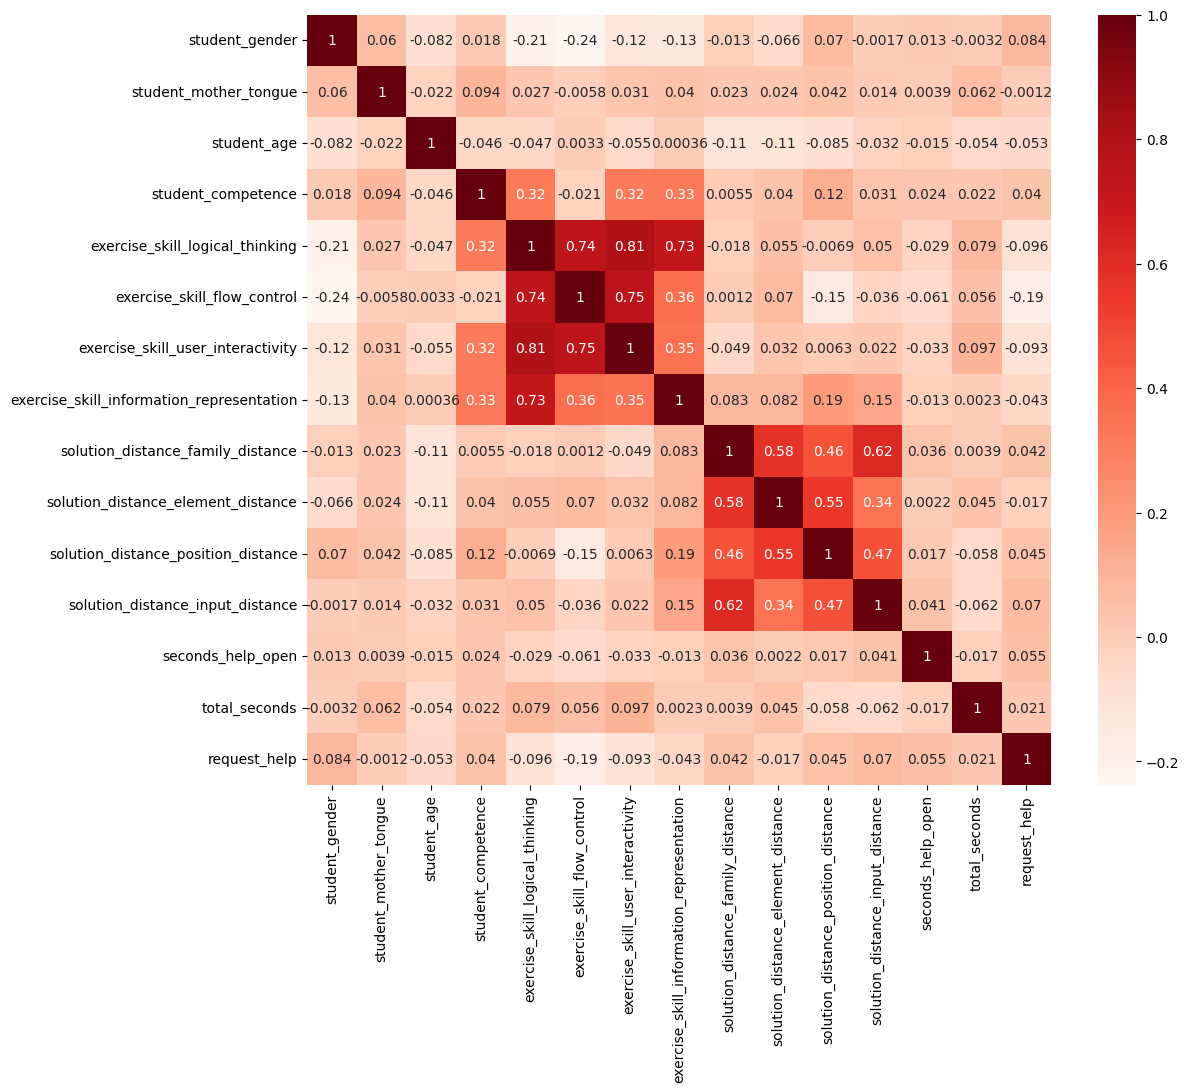 student_gender 1 0.06 -0.082 0.018 -0.21 -0.24 -0.12 -0.13 -0.013 -0.066 0.07 -0.0017 0.013 -0.0032 0.084
student_mother_tongue 0.06 1 -0.022 0.094 0.027 -0.0058 0.031 0.04 0.023 0.024 0.042 0.014 0.0039 0.062 -0.0012
student_age -0.082 -0.022 1 -0.046 -0.047 0.0033 -0.055 0.00036 -0.11 -0.11 -0.085 -0.032 -0.015 -0.054 -0.053
student_competence 0.018 0.094 -0.046 1 0.32 -0.021 0.32 0.33 0.0055 0.04 0.12 0.031 0.024 0.022 0.04
exercise_skill_logical_thinking -0.21 0.027 -0.047 0.32 1 0.74 0.81 0.73 -0.018 0.055 -0.0069 0.05 -0.029 0.079 -0.096
exercise_skill_flow_control -0.24 -0.0058 0.0033 -0.021 0.74 1 0.75 0.36 0.0012 0.07 -0.15 -0.036 -0.061 0.056 -0.19
exercise_skill_user_interactivity -0.12 0.031 -0.055 0.32 0.81 0.75 1 0.35 -0.049 0.032 0.0063 0.022 -0.033 0.097 -0.093
exercise_skill_information_representation -0.13 0.04 0.00036 0.33 0.73 0.36 0.35 1 0.083 0.082 0.19 0.15 -0.013 0.0023 -0.043
solution_distance_family_distance -0.013 0.023 -0.11 0.0055 -0.018 0.0012 -0.049 0.083 1 0.58 0.46 0.62 0.036 0.0039 0.042
solution_distance_element_distance -0.066 0.024 -0.11 0.04 0.055 0.07 0.032 0.082 0.58 1 0.55 0.34 0.0022 0.045 -0.017
solution_distance_position_distance 0.07 0.042 -0.085 0.12 -0.0069 -0.15 0.0063 0.19 0.46 0.55 1 0.47 0.017 -0.058 0.045
solution_distance_input_distance -0.0017 0.014 -0.032 0.031 0.05 -0.036 0.022 0.15 0.62 0.34 0.47 1 0.041 -0.062 0.07
seconds_help_open 0.013 0.0039 -0.015 0.024 -0.029 -0.061 -0.033 -0.013 0.036 0.0022 0.017 0.041 1 -0.017 0.055
total_seconds -0.0032 0.062 -0.054 0.022 0.079 0.056 0.097 0.0023 0.0039 0.045 -0.058 -0.062 -0.017 1 0.021
request_help 0.084 -0.0012 -0.053 0.04 -0.096 -0.19 -0.093 -0.043 0.042 -0.017 0.045 0.07 0.055 0.021 1
student_gender
student_mother_tongue
student_age
student_competence
exercise_skill_logical_thinking
exercise_skill_flow_control
exercise_skill_user_interactivity
exercise_skill_information_representation
solution_distance_family_distance
solution_distance_element_distance
solution_distance_position_distance
solution_distance_input_distance
seconds_help_open
total_seconds
request_help
1.0
0.8
0.6
0.4
0.2
0.0
−0.2